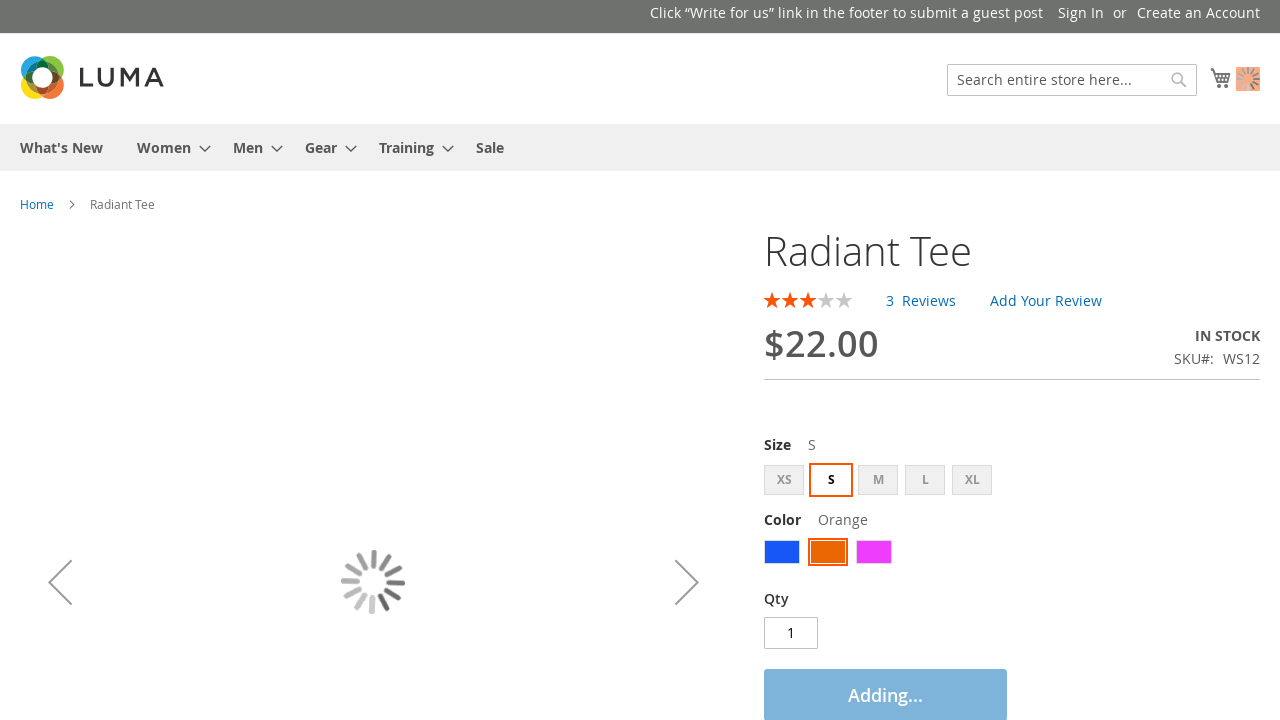 Click “Write for us” link in the footer to submit a guest post Sign In or Create an Account
LUMA
Search entire store here...
What's New Women Men Gear Training Sale
Home Radiant Tee
Radiant Tee
3 Reviews Add Your Review
$22.00
IN STOCK
SKU#: WS12
Size S
XS S M L XL
Color Orange
Qty
1
Adding...